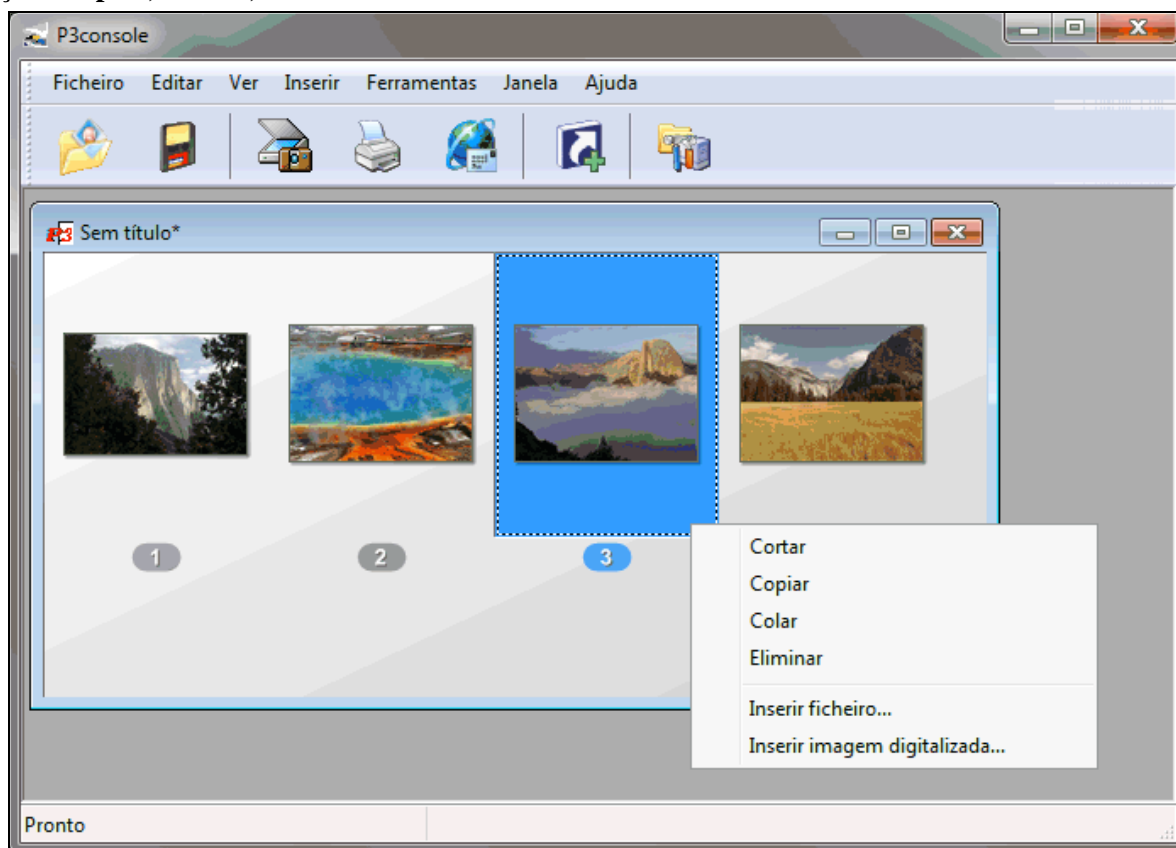 P3console
Ficheiro Editar Ver Inserir Ferramentas Janela Ajuda
P3 Sem título*
1 2 3
Cortar
Copiar
Colar
Eliminar
Inserir ficheiro...
Inserir imagem digitalizada...
Pronto